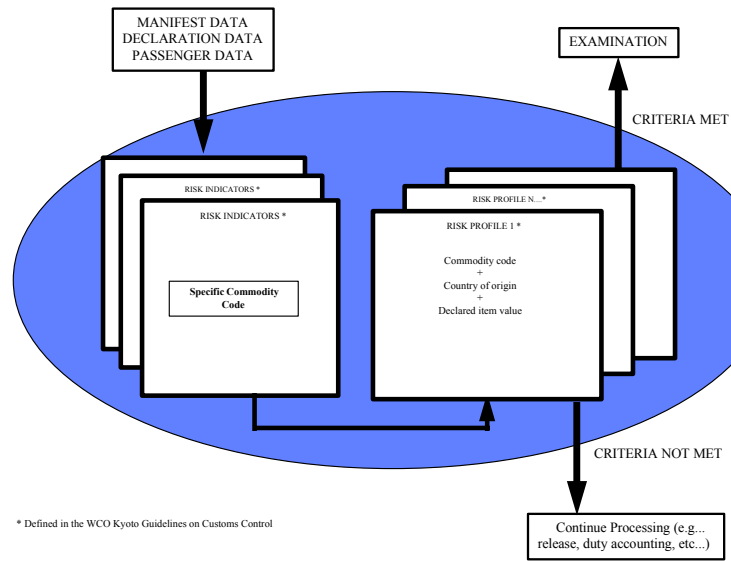 MANIFEST DATA
DECLARATION DATA
PASSENGER DATA
EXAMINATION
CRITERIA MET
RISK INDICATORS *
RISK INDICATORS *
Specific Commodity
Code
RISK PROFILE N....*
RISK PROFILE 1 *
Commodity code
+
Country of origin
+
Declared item value
CRITERIA NOT MET
* Defined in the WCO Kyoto Guidelines on Customs Control
Continue Processing (e.g...
release, duty accounting, etc...)